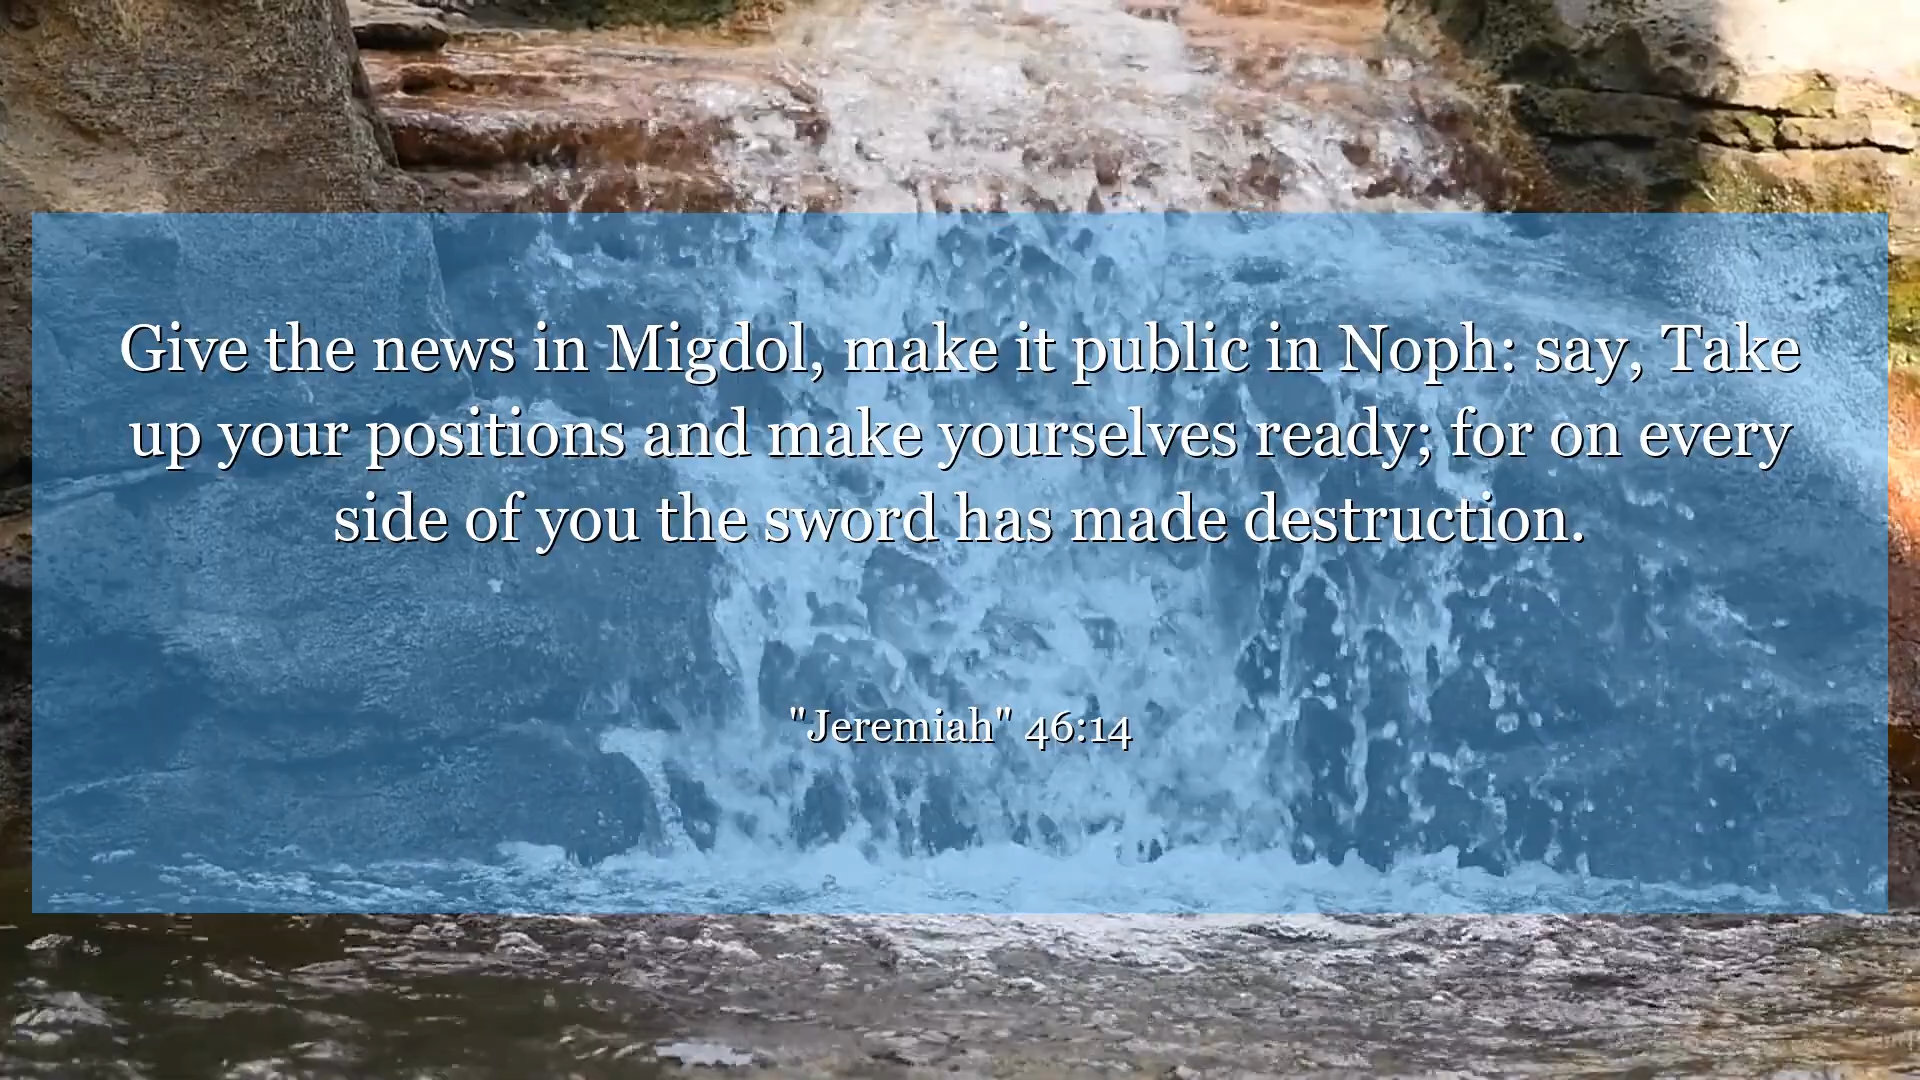 Give the news in Migdol, make it public in Noph: say, Take
up your positions and make yourselves ready; for on every
side of you the sword has made destruction.
"Jeremiah" 46:14